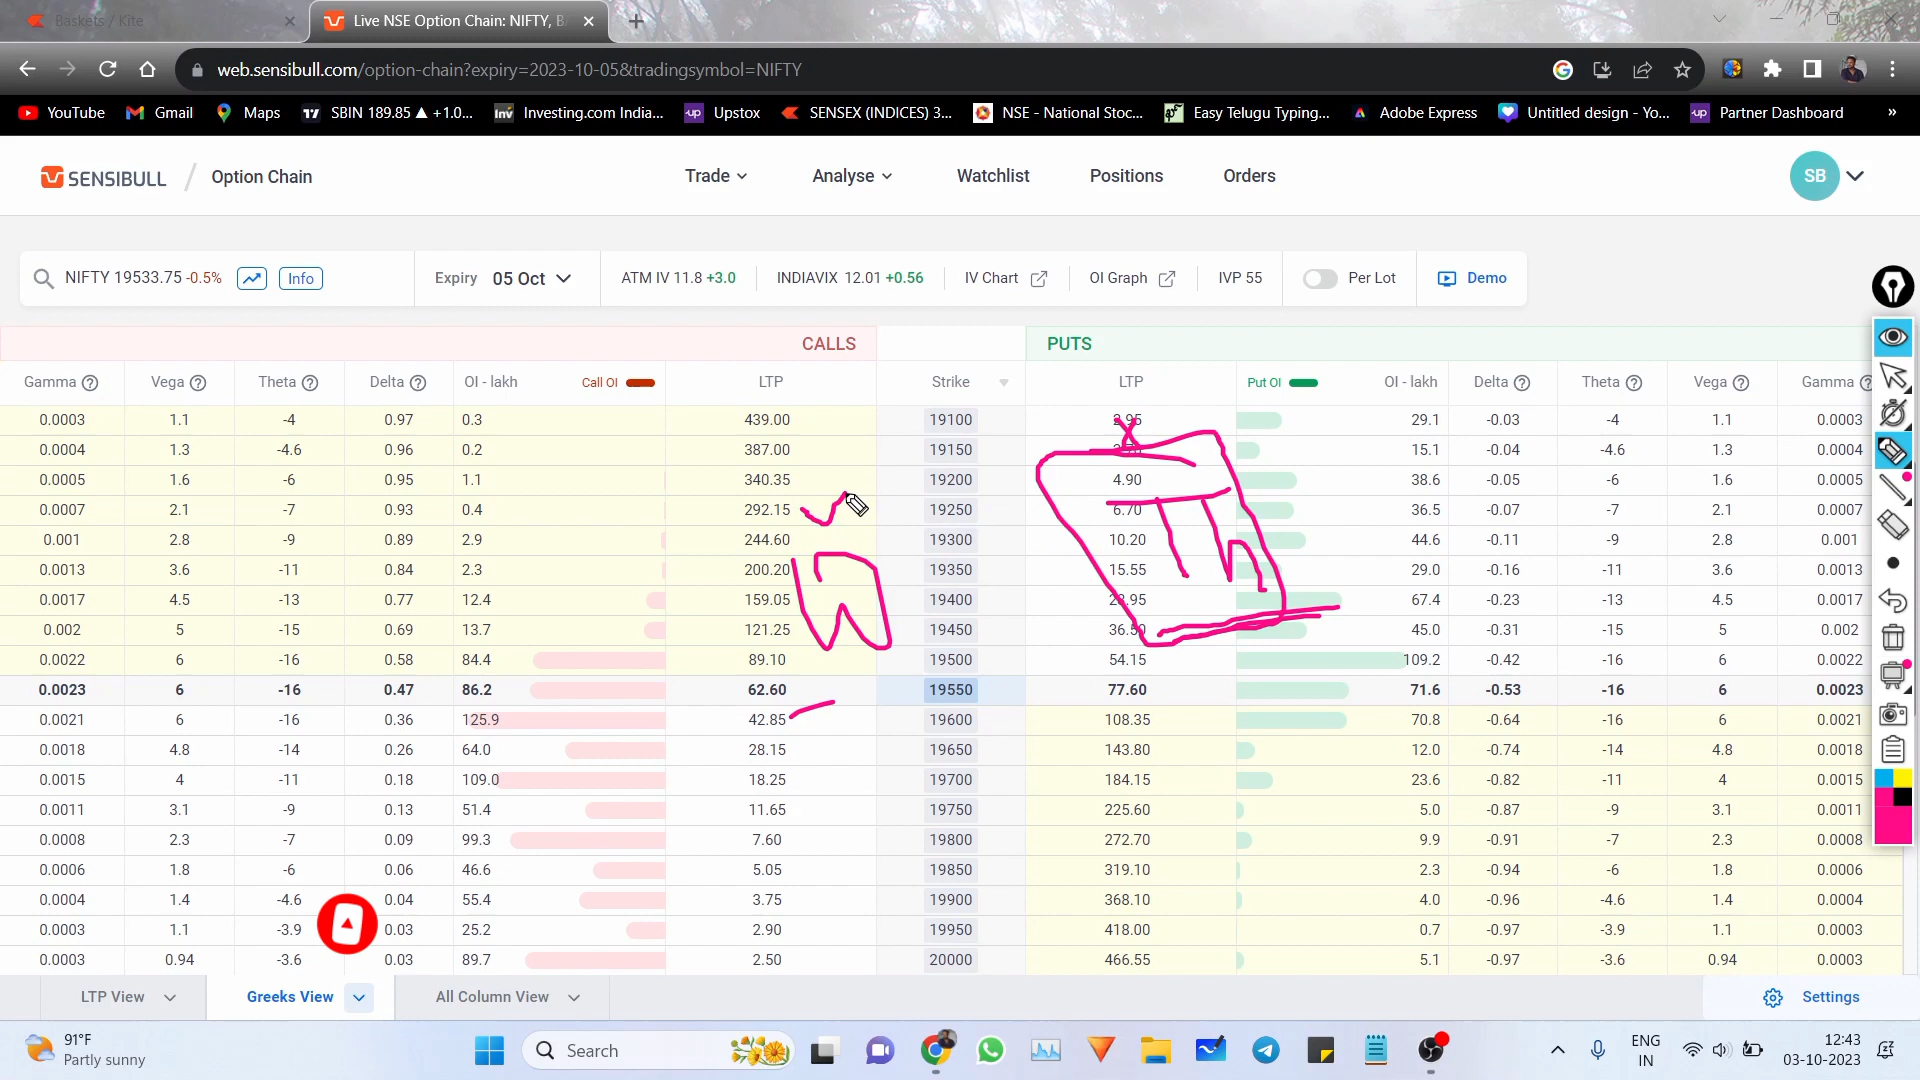 Baskets / Kite
Live NSE Option Chain: NIFTY, B
web.sensibull.com/option-chain?expiry=2023-10-05&tradingsymbol=NIFTY
YouTube Gmail Maps SBIN 189.85 ▲ +1.0... Investing.com India... Upstox SENSEX (INDICES) 3... NSE - National Stoc... Easy Telugu Typing... Adobe Express Untitled design - Yo... Partner Dashboard »
SENSIBULL / Option Chain Trade Analyse Watchlist Positions Orders SB
NIFTY 19533.75 -0.5% Info Expiry 05 Oct ATM IV 11.8 +3.0 INDIAVIX 12.01 +0.56 IV Chart OI Graph IVP 55 Per Lot Demo
CALLS PUTS
Gamma Vega Theta Delta OI - lakh Call OI LTP Strike LTP Put OI OI - lakh Delta Theta Vega Gamma
0.0003 1.1 -4 0.97 0.3 439.00 19100 2.95 29.1 -0.03 -4 1.1 0.0003
0.0004 1.3 -4.6 0.96 0.2 387.00 19150 15.1 -0.04 -4.6 1.3 0.0004
0.0005 1.6 -6 0.95 1.1 340.35 19200 4.90 38.6 -0.05 -6 1.6 0.0005
0.0007 2.1 -7 0.93 0.4 292.15 19250 6.70 36.5 -0.07 -7 2.1 0.0007
0.001 2.8 -9 0.89 2.9 244.60 19300 10.20 44.6 -0.11 -9 2.8 0.001
0.0013 3.6 -11 0.84 2.3 200.20 19350 15.55 29.0 -0.16 -11 3.6 0.0013
0.0017 4.5 -13 0.77 12.4 159.05 19400 67.4 -0.23 -13 4.5 0.0017
0.002 5 -15 0.69 13.7 121.25 19450 36.50 45.0 -0.31 -15 5 0.002
0.0022 6 -16 0.58 84.4 89.10 19500 54.15 109.2 -0.42 -16 6 0.0022
0.0023 6 -16 0.47 86.2 62.60 19550 77.60 71.6 -0.53 -16 6 0.0023
0.0021 6 -16 0.36 125.9 42.85 19600 108.35 70.8 -0.64 -16 6 0.0021
0.0018 4.8 -14 0.26 64.0 28.15 19650 143.80 12.0 -0.74 -14 4.8 0.0018
0.0015 4 -11 0.18 109.0 18.25 19700 184.15 23.6 -0.82 -11 4 0.0015
0.0011 3.1 -9 0.13 51.4 11.65 19750 225.60 5.0 -0.87 -9 3.1 0.0011
0.0008 2.3 -7 0.09 99.3 7.60 19800 272.70 9.9 -0.91 -7 2.3 0.0008
0.0006 1.8 -6 0.06 46.6 5.05 19850 319.10 2.3 -0.94 -6 1.8 0.0006
0.0004 1.4 -4.6 0.04 55.4 3.75 19900 368.10 4.0 -0.96 -4.6 1.4 0.0004
0.0003 1.1 -3.9 0.03 25.2 2.90 19950 418.00 0.7 -0.97 -3.9 1.1 0.0003
0.0003 0.94 -3.6 0.03 89.7 2.50 20000 466.55 5.1 -0.97 -3.6 0.94 0.0003
LTP View Greeks View All Column View Settings
91°F
Partly sunny
Search
ENG
IN
12:43
03-10-2023